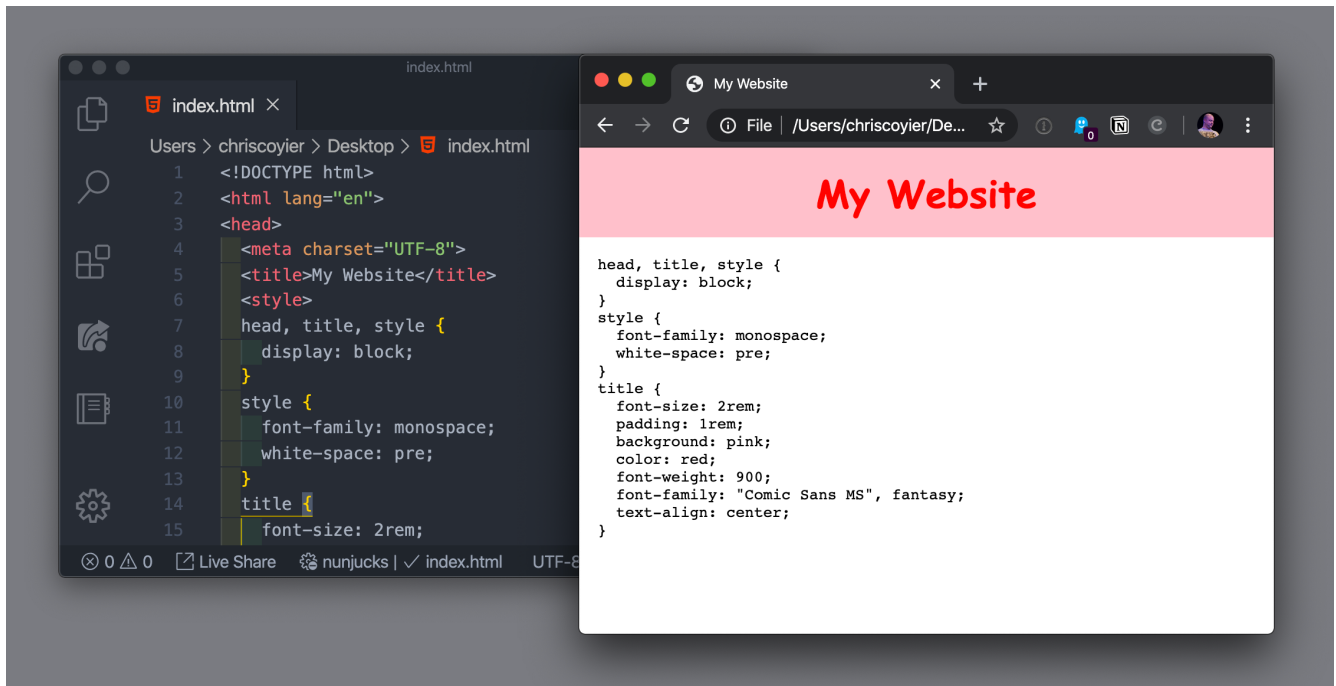 index.html
index.html
Users > chriscoyier > Desktop > index.html
1 <!DOCTYPE html>
2 <html lang="en">
3 <head>
4 <meta charset="UTF-8">
5 <title>My Website</title>
6 <style>
7 head, title, style {
8 display: block;
9 }
10 style {
11 font-family: monospace;
12 white-space: pre;
13 }
14 title {
15 font-size: 2rem;
0 0 Live Share nunjucks | ✓ index.html UTF-8
My Website
File /Users/chriscoyier/De...
0
My Website
head, title, style {
display: block;
}
style {
font-family: monospace;
white-space: pre;
}
title {
font-size: 2rem;
padding: 1rem;
background: pink;
color: red;
font-weight: 900;
font-family: "Comic Sans MS", fantasy;
text-align: center;
}